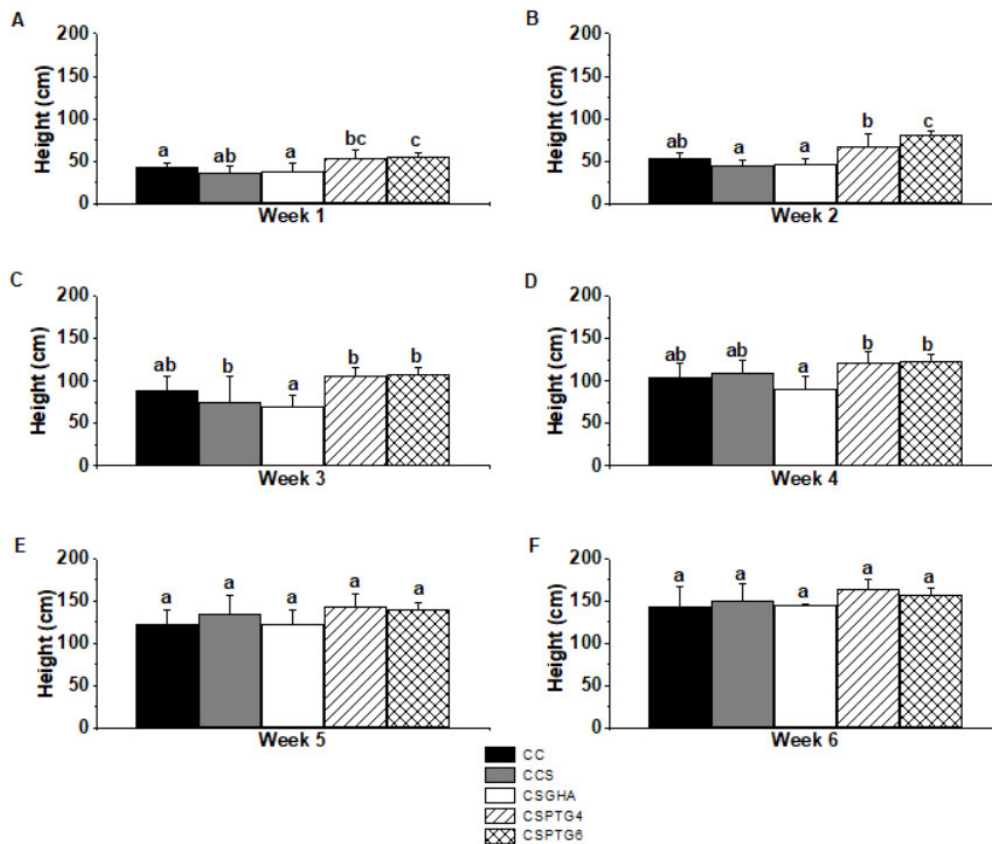 A
Height (cm)
200
150
100
50
0
a
ab
a
bc
c
Week 1
B
Height (cm)
200
150
100
50
0
ab
a
a
b
c
Week 2
C
Height (cm)
200
150
100
50
0
ab
b
a
b
b
Week 3
D
Height (cm)
200
150
100
50
0
ab
ab
a
b
b
Week 4
E
Height (cm)
200
150
100
50
0
a
a
a
a
a
Week 5
F
Height (cm)
200
150
100
50
0
a
a
a
a
a
Week 6
CC
CCS
CSGHA
CSPTG4
CSPTG6